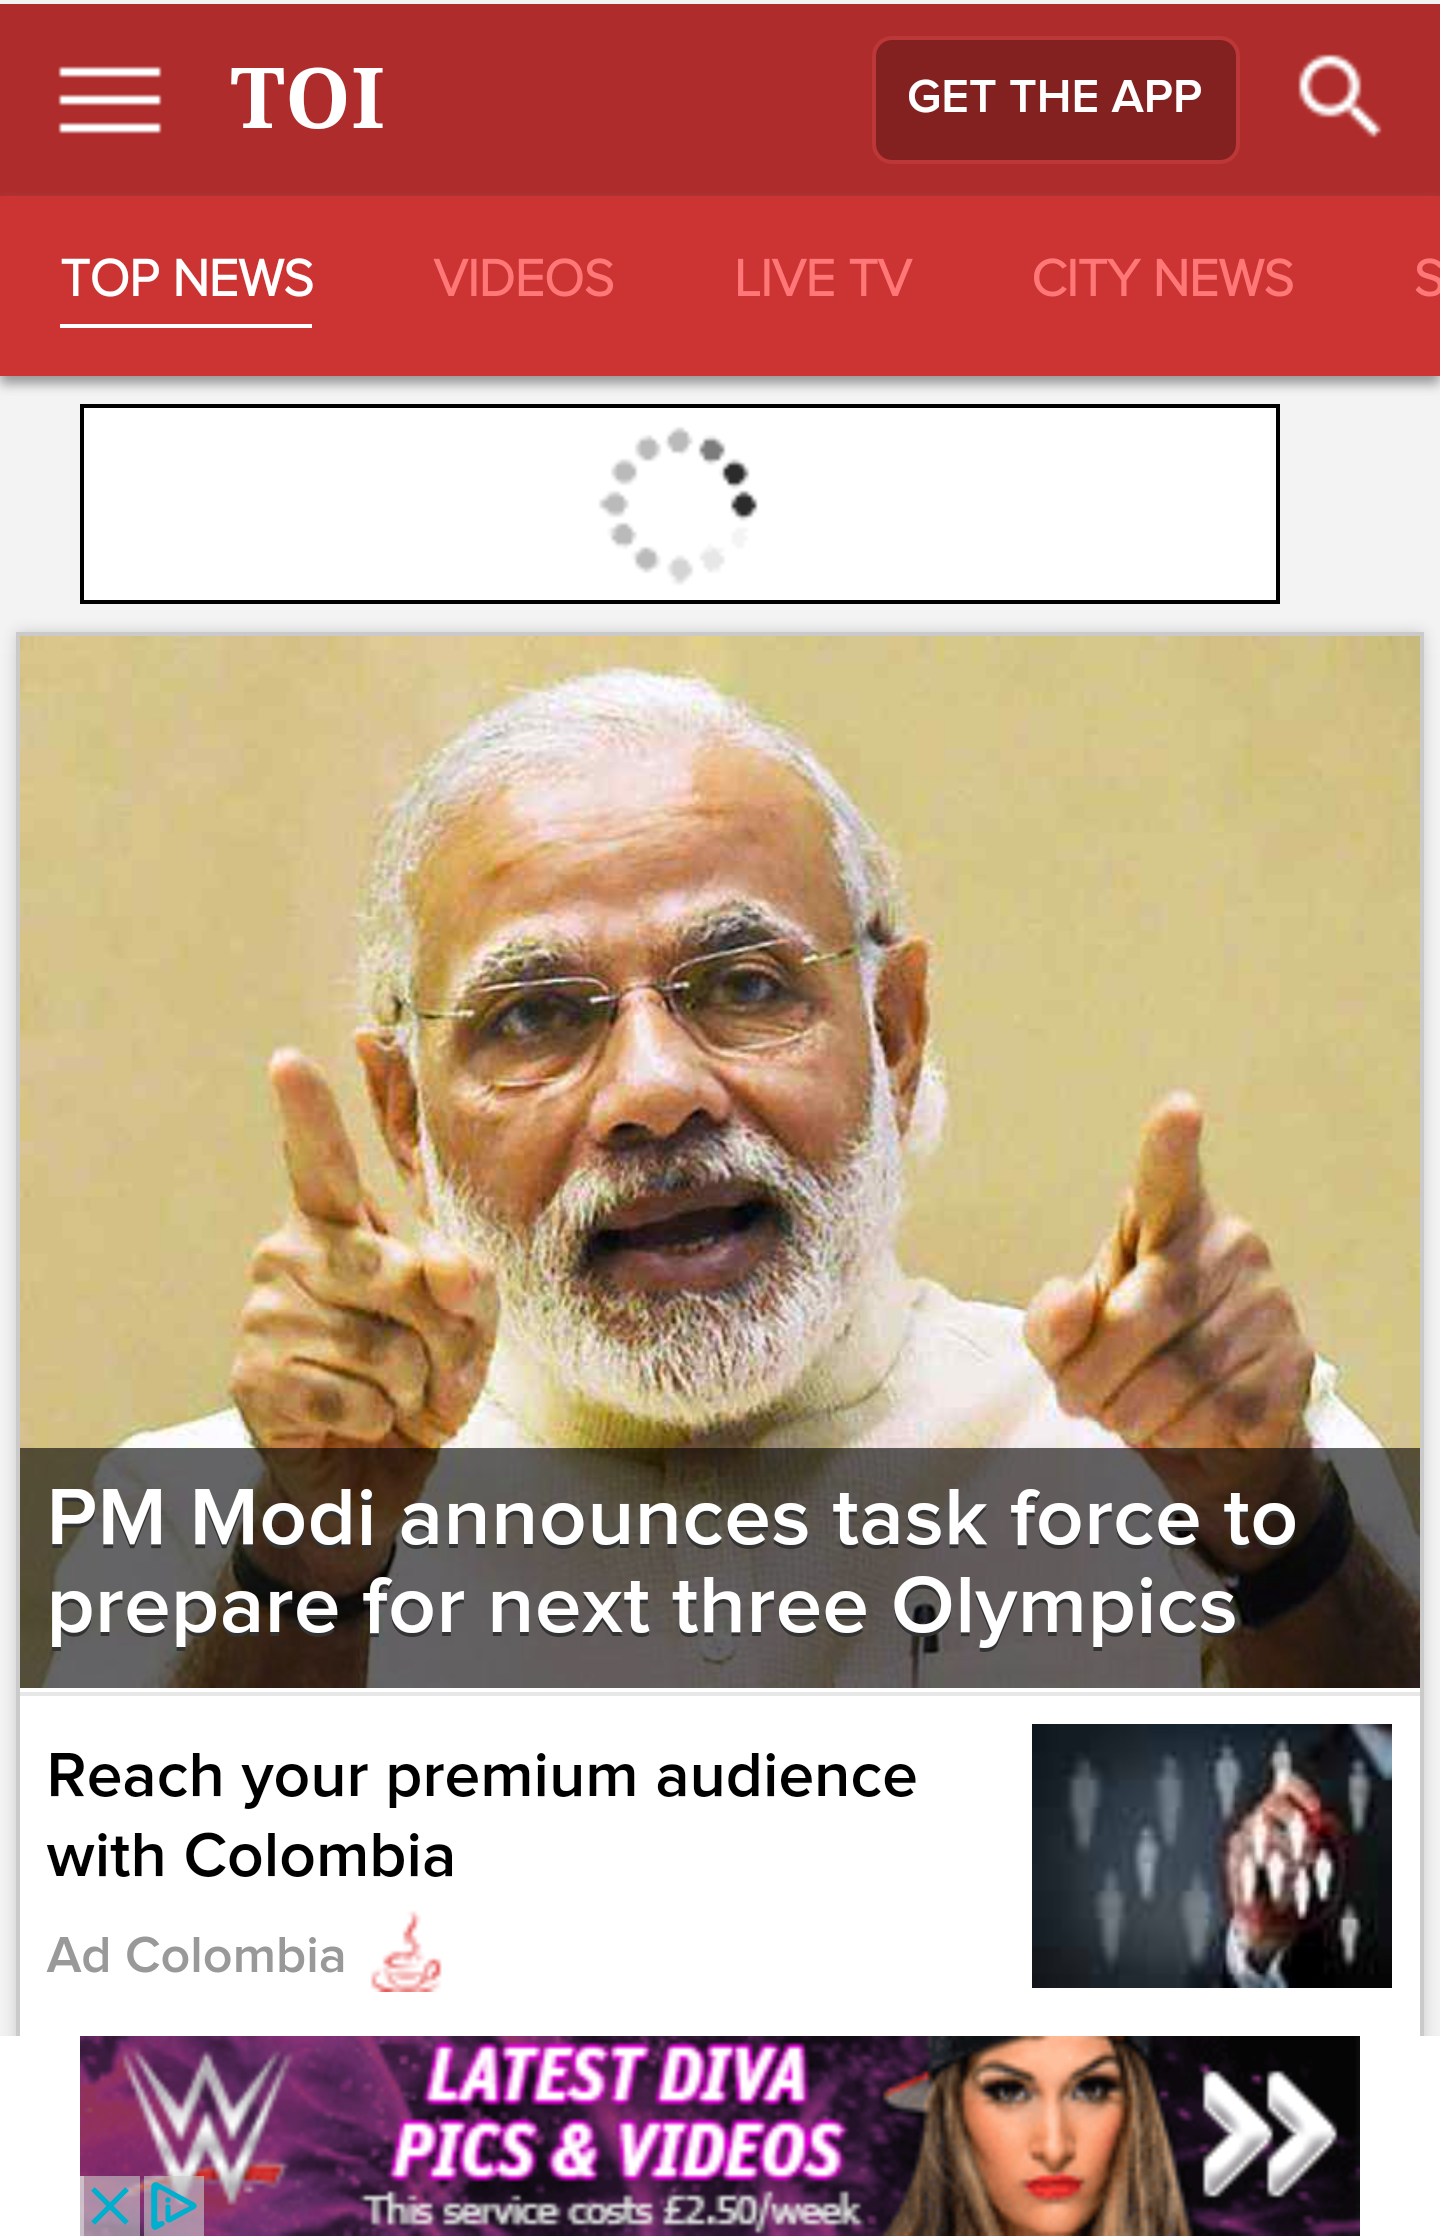 TOI
GET THE APP
TOP NEWS VIDEOS LIVE TV CITY NEWS S
PM Modi announces task force to
prepare for next three Olympics
Reach your premium audience
with Colombia
Ad Colombia
W
LATEST DIVA
PICS & VIDEOS
This service costs £2.50/week